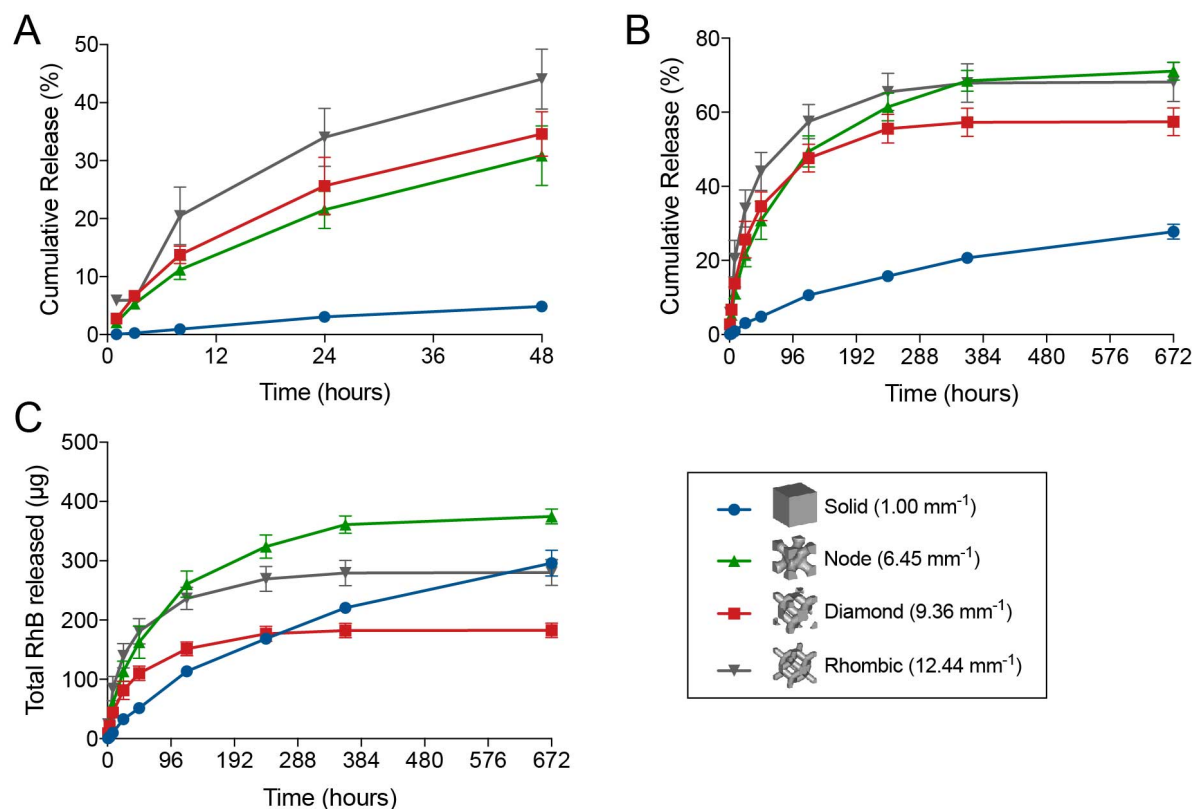 A
Cumulative Release (%)
50
40
30
20
10
0
0 12 24 36 48
Time (hours)
B
Cumulative Release (%)
80
60
40
20
0
0 96 192 288 384 480 576 672
Time (hours)
C
Total RhB released (µg)
500
400
300
200
100
0
0 96 192 288 384 480 576 672
Time (hours)
Solid (1.00 mm⁻¹)
Node (6.45 mm⁻¹)
Diamond (9.36 mm⁻¹)
Rhombic (12.44 mm⁻¹)